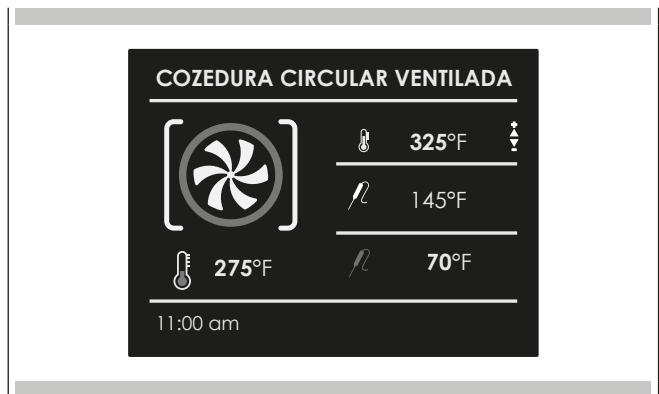 COZEDURA CIRCULAR VENTILADA
325°F
145°F
275°F
70°F
11:00 am